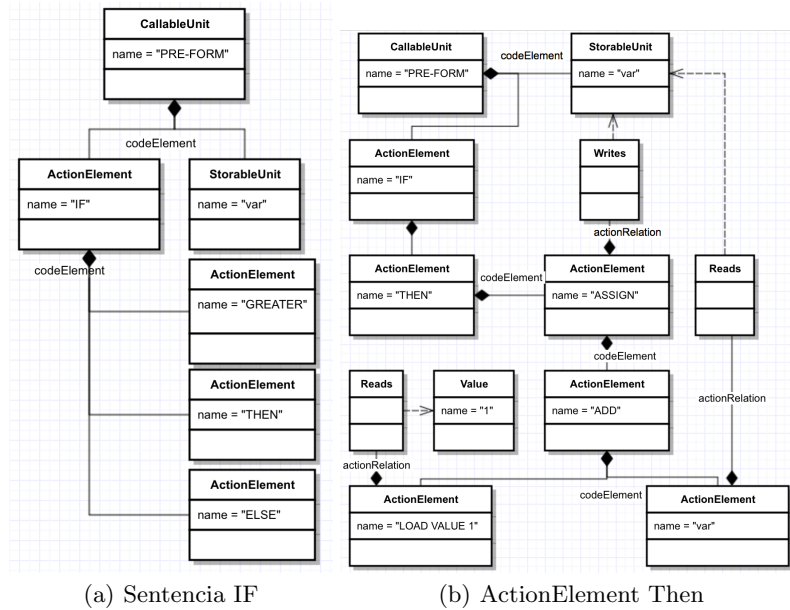 CallableUnit
name = "PRE-FORM"
codeElement
ActionElement
name = "IF"
StorableUnit
name = "var"
codeElement
ActionElement
name = "GREATER"
ActionElement
name = "THEN"
ActionElement
name = "ELSE"
(a) Sentencia IF
CallableUnit
name = "PRE-FORM"
codeElement
StorableUnit
name = "var"
ActionElement
name = "IF"
Writes
actionRelation
ActionElement
name = "THEN"
codeElement
ActionElement
name = "ASSIGN"
Reads
codeElement
Reads
Value
name = "1"
ActionElement
name = "ADD"
actionRelation
actionRelation
codeElement
ActionElement
name = "LOAD VALUE 1"
ActionElement
name = "var"
(b) ActionElement Then